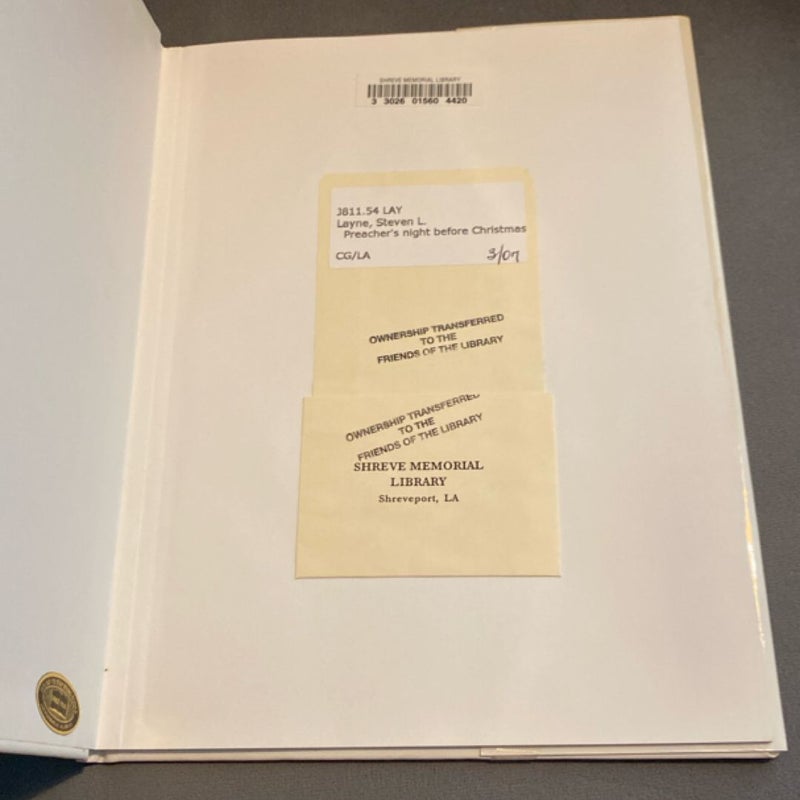 SHREVE MEMORIAL LIBRARY
3 3026 01560 4420
J811.54 LAY
Layne, Steven L.
Preacher's night before Christmas
CG/LA 3/07
OWNERSHIP TRANSFERRED
TO THE
FRIENDS OF THE LIBRARY
OWNERSHIP TRANSFERRED
TO THE
FRIENDS OF THE LIBRARY
SHREVE MEMORIAL
LIBRARY
Shreveport, LA